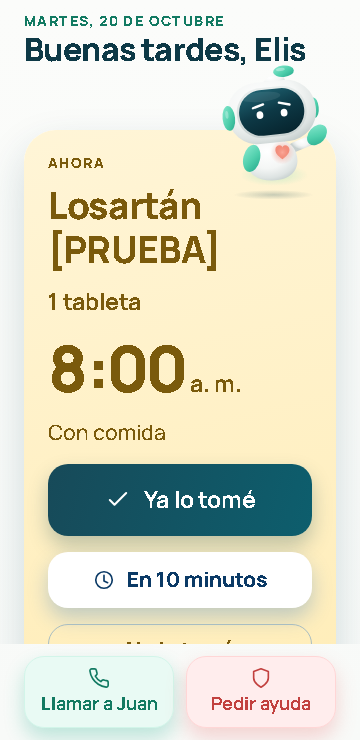 MARTES, 20 DE OCTUBRE
Buenas tardes, Elis
AHORA
Losartán
[PRUEBA]
1 tableta
8:00 a. m.
Con comida
Ya lo tomé
En 10 minutos
Llamar a Juan
Pedir ayuda